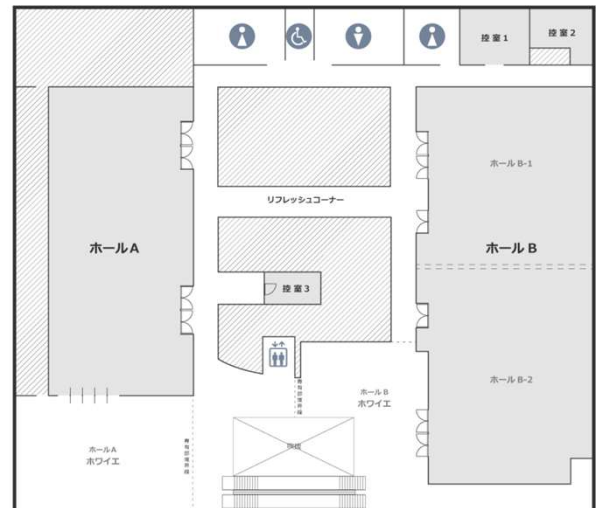 控室1
控室2
ホール B-1
リフレッシュコーナー
ホールA
ホール B
控室3
ホール B
ホワイエ
ホール B-2
ホールA
ホワイエ